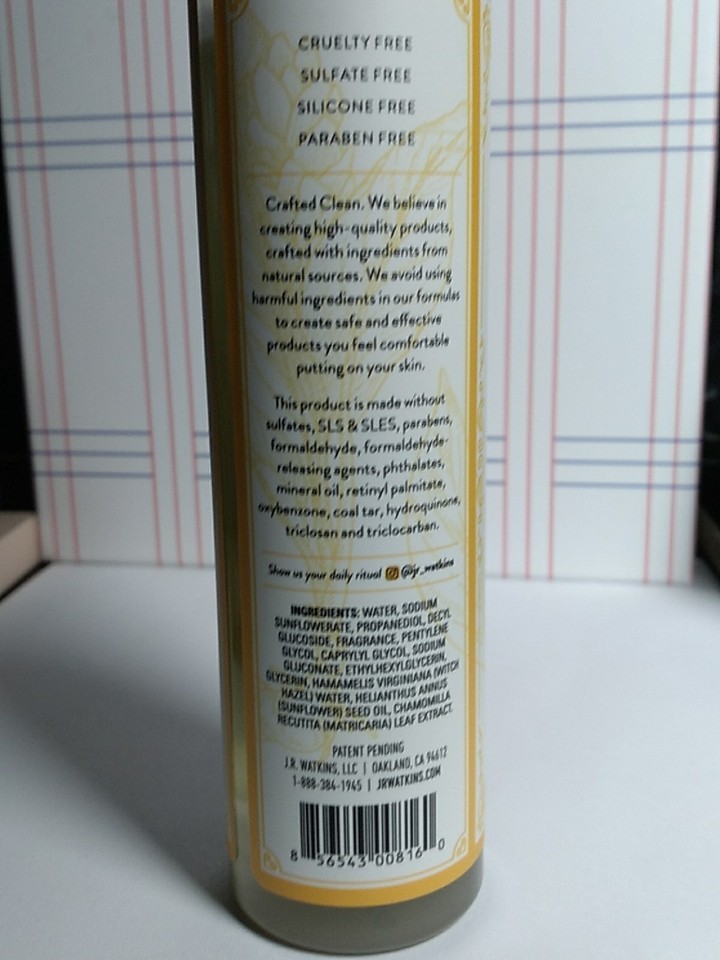 CRUELTY FREE
SULFATE FREE
SILICONE FREE
PARABEN FREE
Crafted Clean. We believe in
creating high-quality products,
crafted with ingredients from
natural sources. We avoid using
harmful ingredients in our formulas
to create safe and effective
products you feel comfortable
putting on your skin.
This product is made without
sulfates, SLS & SLES, parabens,
formaldehyde, formaldehyde-
releasing agents, phthalates,
mineral oil, retinyl palmitate,
oxybenzone, coal tar, hydroquinone,
triclosan and triclocarban.
Show us your daily ritual @jr_watkins
INGREDIENTS: WATER, SODIUM
SUNFLOWERATE, PROPANEDIOL, DECYL
GLUCOSIDE, FRAGRANCE, PENTYLENE
GLYCOL, CAPRYLYL GLYCOL, SODIUM
GLUCONATE, ETHYLHEXYLGLYCERIN,
GLYCERIN, HAMAMELIS VIRGINIANA (WITCH
HAZEL) WATER, HELIANTHUS ANNUS
(SUNFLOWER) SEED OIL, CHAMOMILLA
RECUTITA (MATRICARIA) LEAF EXTRACT.
PATENT PENDING
J.R. WATKINS, LLC | OAKLAND, CA 94612
1-888-384-1945 | JRWATKINS.COM
8 56543 00816 0